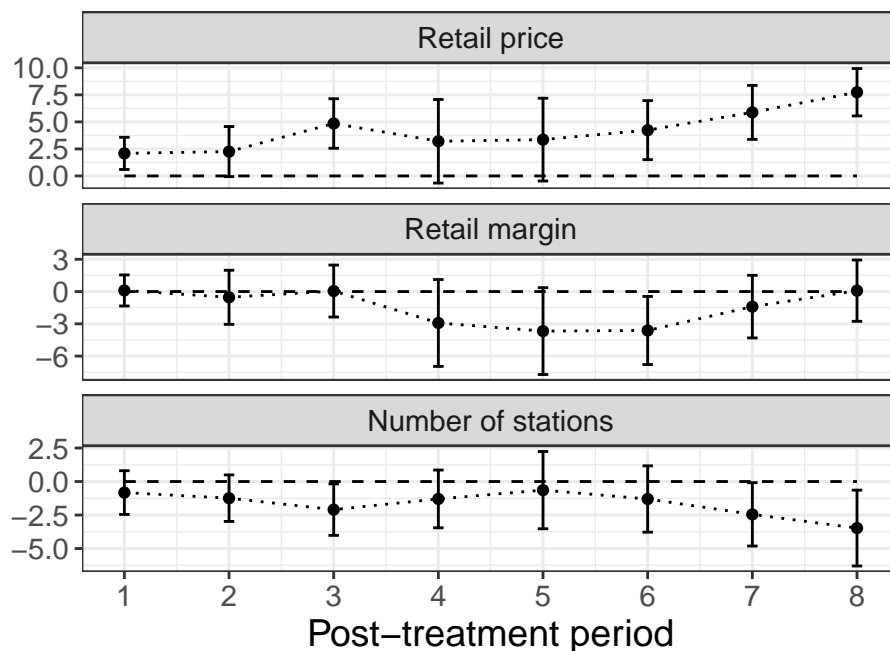 Retail price
10.0
7.5
5.0
2.5
0.0
Retail margin
3
0
−3
−6
Number of stations
2.5
0.0
−2.5
−5.0
1 2 3 4 5 6 7 8
Post−treatment period